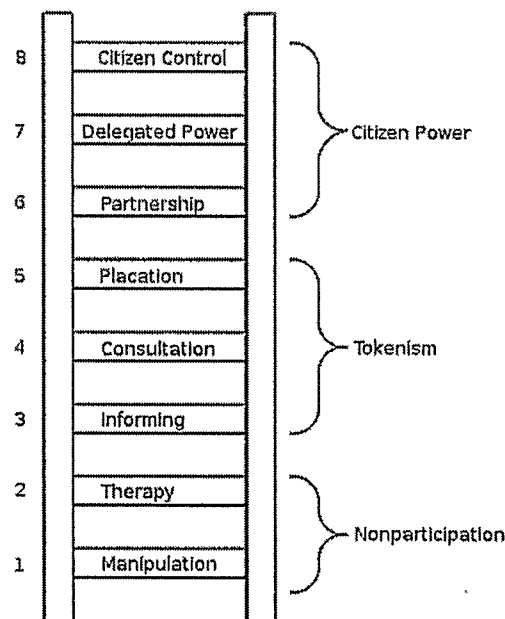 8 Citizen Control
7 Delegated Power
Citizen Power
6 Partnership
5 Placation
4 Consultation
Tokenism
3 Informing
2 Therapy
Nonparticipation
1 Manipulation